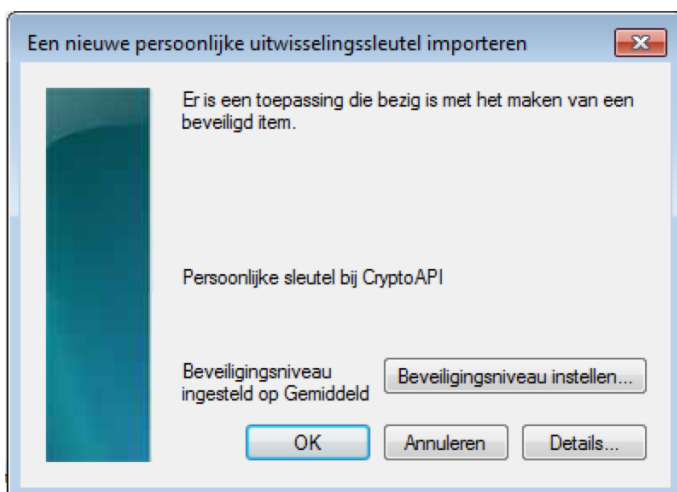 Een nieuwe persoonlijke uitwisselingssleutel importeren
Er is een toepassing die bezig is met het maken van een
beveiligd item.
Persoonlijke sleutel bij CryptoAPI
Beveiligingsniveau
ingesteld op Gemiddeld
Beveiligingsniveau instellen...
OK
Annuleren
Details...